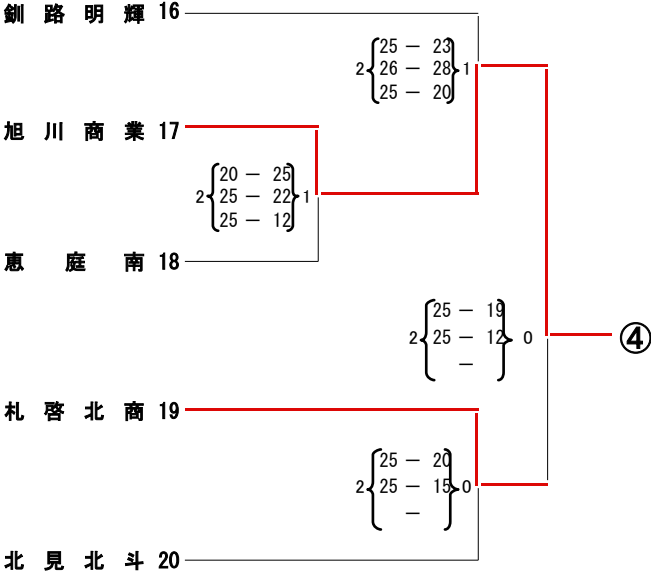 釧路明輝 16
25 － 23
2 26 － 28 1
25 － 20
旭川商業 17
20 － 25
2 25 － 22 1
25 － 12
恵庭南 18
25 － 19
2 25 － 12 0
－
④
札啓北商 19
25 － 20
2 25 － 15 0
－
北見北斗 20